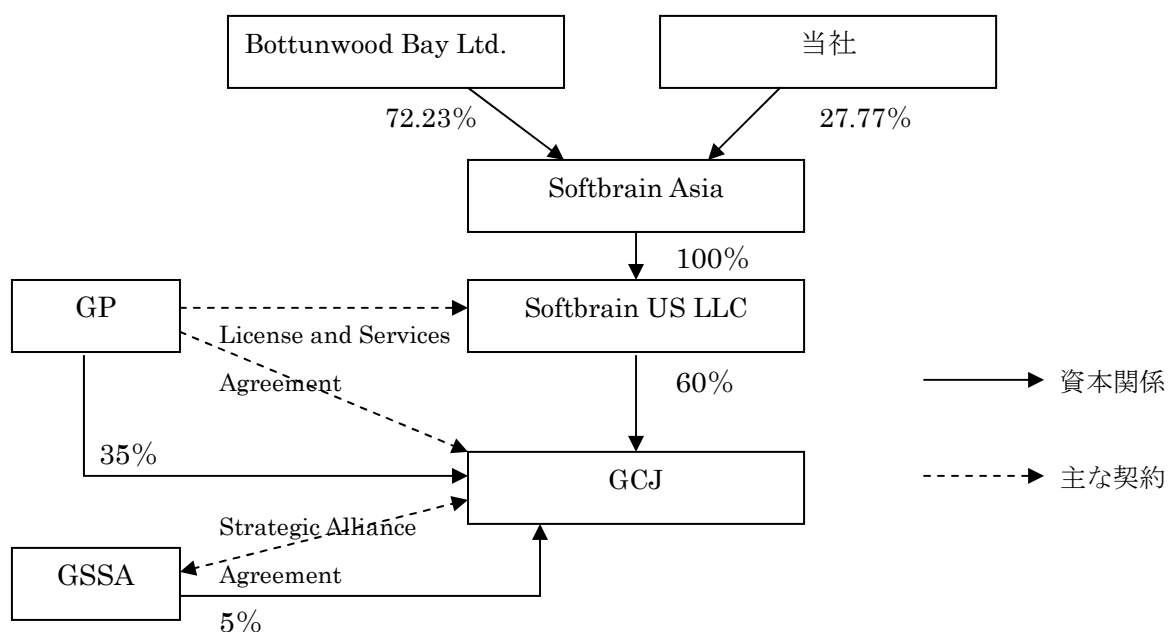 Bottunwood Bay Ltd.
当社
72.23%
27.77%
Softbrain Asia
100%
GP
Softbrain US LLC
License and Services
Agreement
60%
資本関係
35%
GCJ
主な契約
Strategic Alliance
GSSA
Agreement
5%